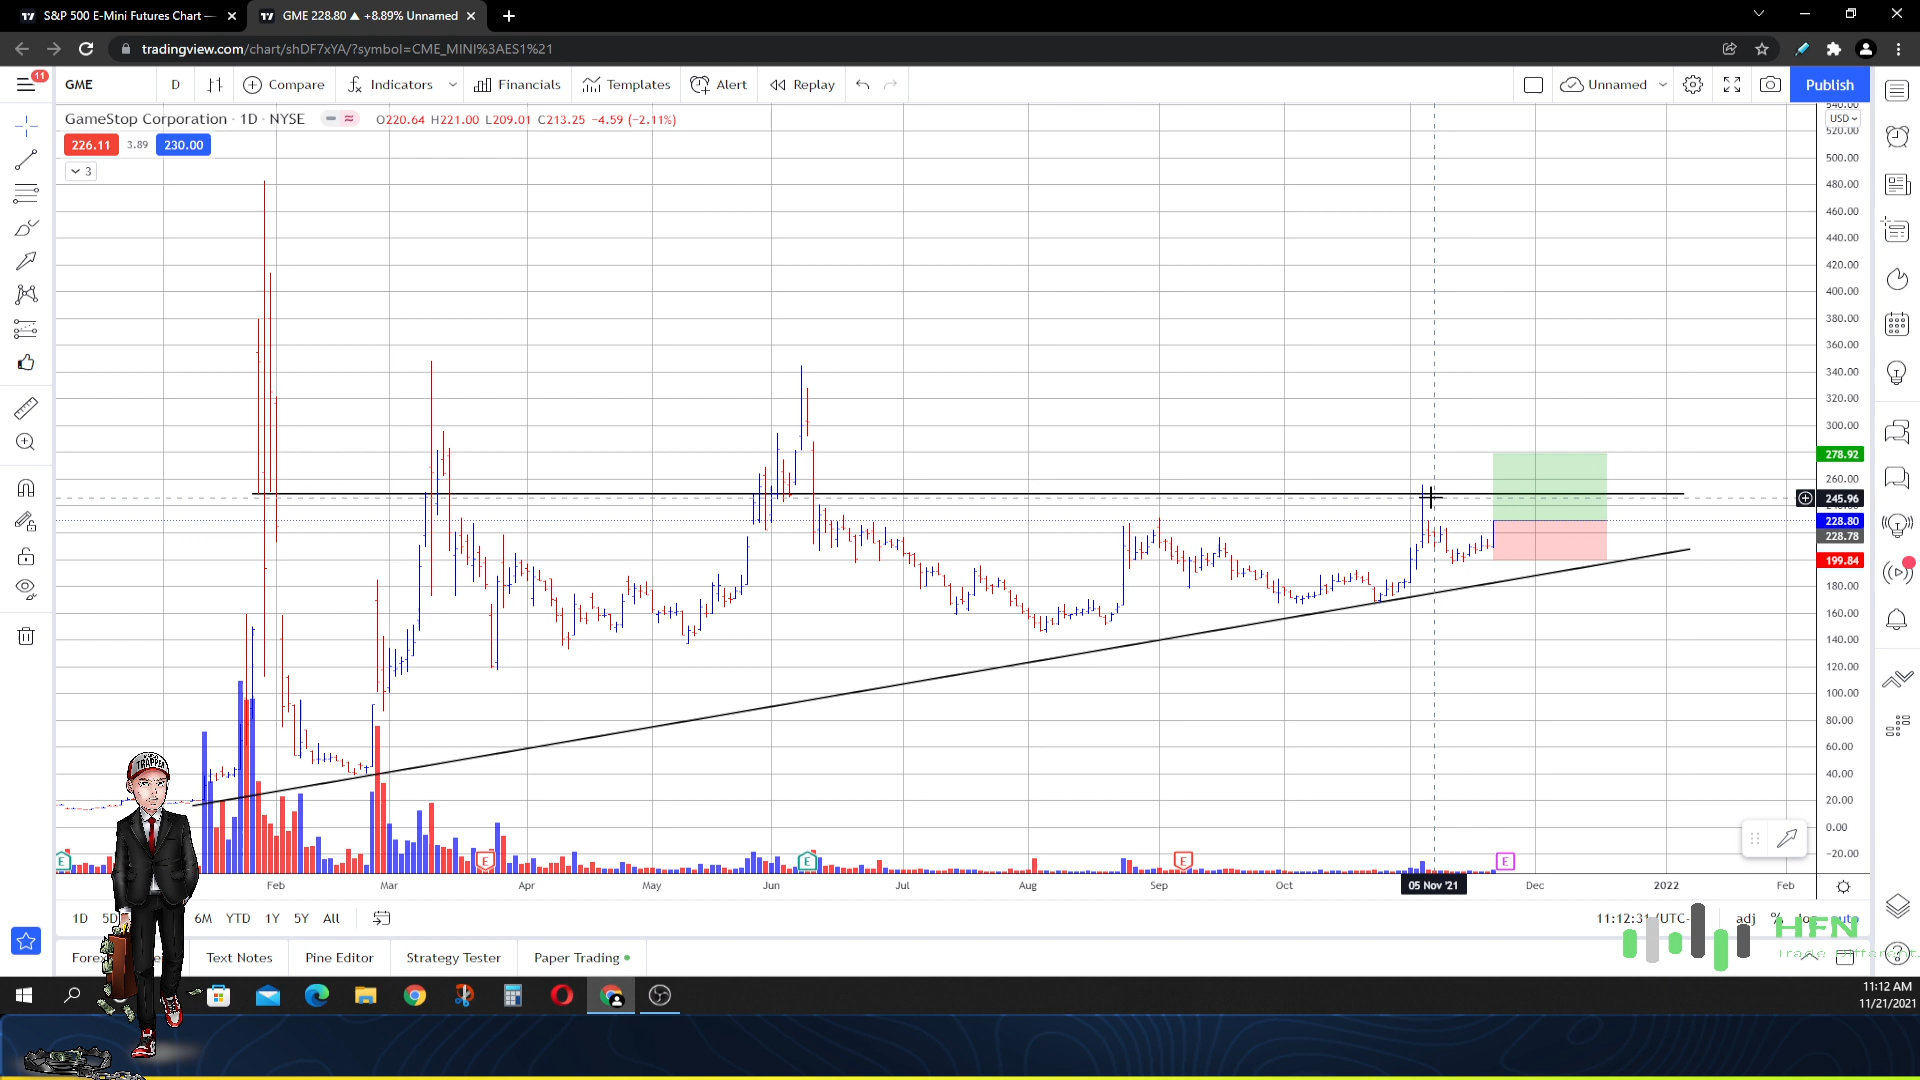 S&P 500 E-Mini Futures Chart —
GME 228.80 ▲ +8.89% Unnamed
tradingview.com/chart/shDF7xYA/?symbol=CME_MINI%3AES1%21
11
GME
D
Compare
Indicators
Financials
Templates
Alert
Replay
Unnamed
Publish
GameStop Corporation · 1D · NYSE
O220.64 H221.00 L209.01 C213.25 −4.59 (−2.11%)
226.11
3.89
230.00
3
USD
520.00
500.00
480.00
460.00
440.00
420.00
400.00
380.00
360.00
340.00
320.00
300.00
278.92
260.00
245.96
228.80
228.78
199.84
180.00
160.00
140.00
120.00
100.00
80.00
60.00
40.00
20.00
0.00
−20.00
TRAPPER
E
E
E
E
E
Feb
Mar
Apr
May
Jun
Jul
Aug
Sep
Oct
05 Nov '21
Dec
2022
Feb
1D
6M
YTD
1Y
5Y
All
adj
%
HFN
Trade Different
Text Notes
Pine Editor
Strategy Tester
Paper Trading
11:12 AM
11/21/2021